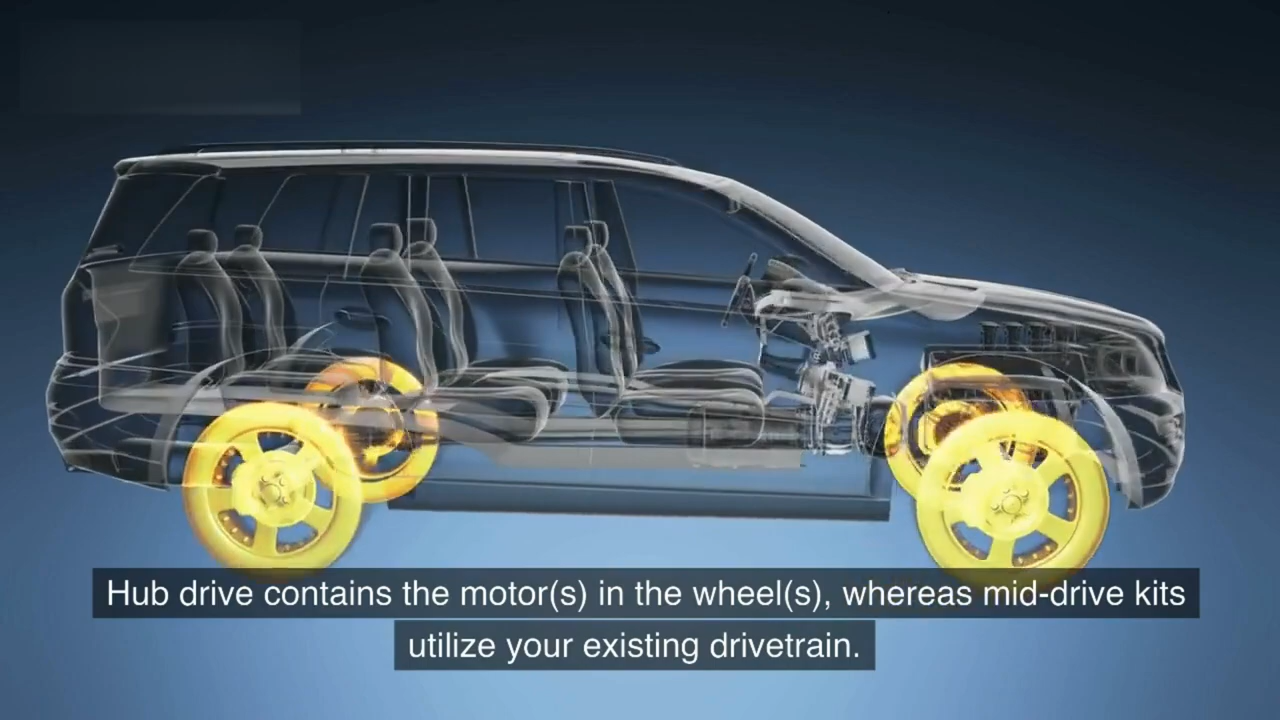 Hub drive contains the motor(s) in the wheel(s), whereas mid-drive kits
utilize your existing drivetrain.